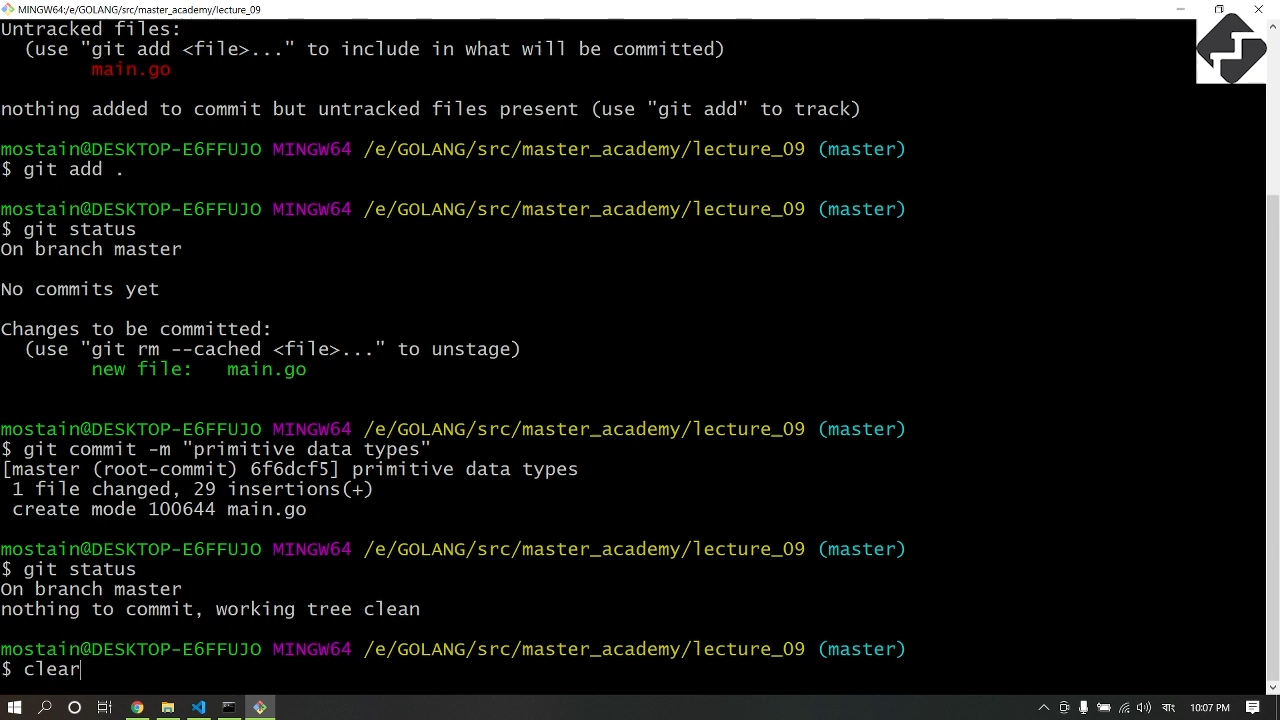 MINGW64:/e/GOLANG/src/master_academy/lecture_09
Untracked files:
  (use "git add <file>..." to include in what will be committed)
        main.go
nothing added to commit but untracked files present (use "git add" to track)
mostain@DESKTOP-E6FFUJO MINGW64 /e/GOLANG/src/master_academy/lecture_09 (master)
$ git add .
mostain@DESKTOP-E6FFUJO MINGW64 /e/GOLANG/src/master_academy/lecture_09 (master)
$ git status
On branch master
No commits yet
Changes to be committed:
  (use "git rm --cached <file>..." to unstage)
        new file:   main.go
mostain@DESKTOP-E6FFUJO MINGW64 /e/GOLANG/src/master_academy/lecture_09 (master)
$ git commit -m "primitive data types"
[master (root-commit) 6f6dcf5] primitive data types
 1 file changed, 29 insertions(+)
 create mode 100644 main.go
mostain@DESKTOP-E6FFUJO MINGW64 /e/GOLANG/src/master_academy/lecture_09 (master)
$ git status
On branch master
nothing to commit, working tree clean
mostain@DESKTOP-E6FFUJO MINGW64 /e/GOLANG/src/master_academy/lecture_09 (master)
$ clear
10:07 PM